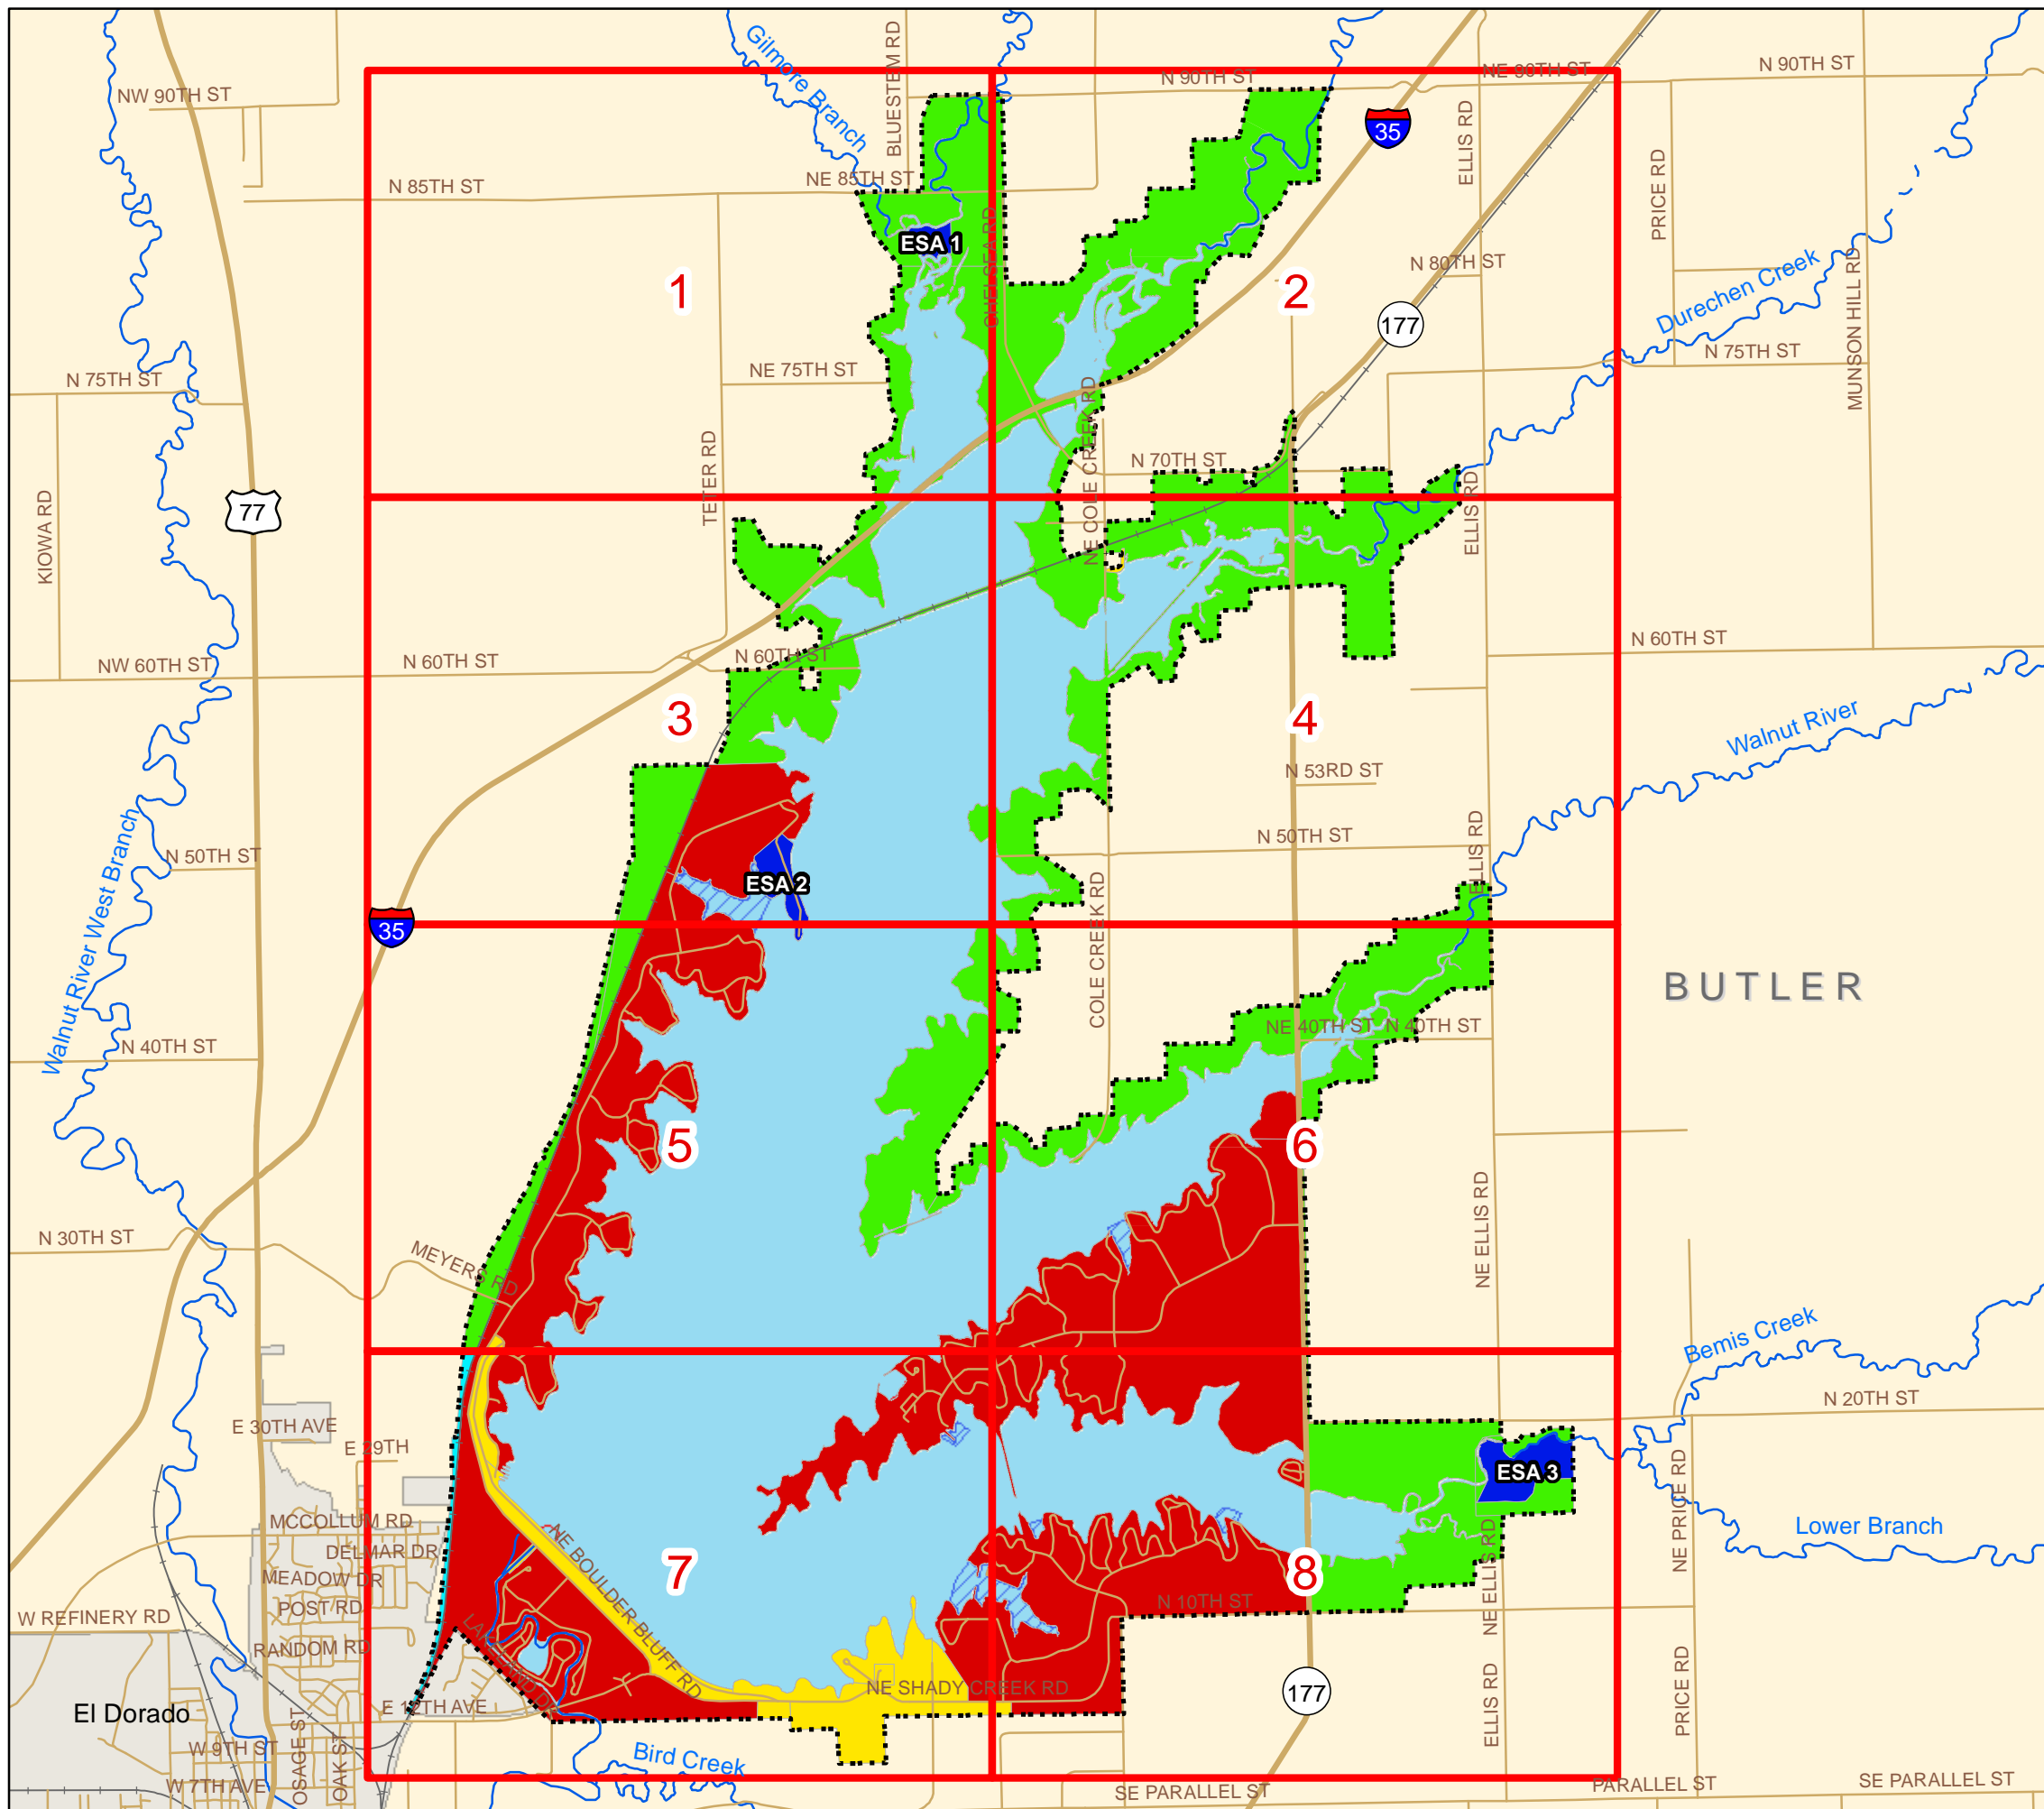 Gilmore Branch
BLUESTEM RD
N 90TH ST
NE 90TH ST
N 90TH ST
NW 90TH ST
35
ELLIS RD
PRICE RD
N 85TH ST
NE 85TH ST
CHELSEA RD
ESA 1
1
2
N 80TH ST
MUNSON HILL RD
Durechen Creek
177
N 75TH ST
NE 75TH ST
N 75TH ST
NE COLE CREEK RD
TETER RD
N 70TH ST
KIOWA RD
77
ELLIS RD
NW 60TH ST
N 60TH ST
N 60TH ST
N 60TH ST
3
4
Walnut River
N 53RD ST
Walnut River West Branch
N 50TH ST
N 50TH ST
ELLIS RD
ESA 2
COLE CREEK RD
35
BUTLER
N 40TH ST
NE 40TH ST
N 40TH ST
5
6
N 30TH ST
MEYERS RD
NE ELLIS RD
Bemis Creek
N 20TH ST
E 30TH AVE
E 29TH
ESA 3
NE PRICE RD
MCCOLLUM RD
DELMAR DR
MEADOW DR
POST RD
NE BOULDER BLUFF RD
Lower Branch
7
8
NE ELLIS RD
N 10TH ST
W REFINERY RD
RANDOM RD
LAKELAND DR
NE SHADY CREEK RD
177
ELLIS RD
PRICE RD
El Dorado
E 12TH AVE
OSAGE ST
OAK ST
W 9TH ST
W 7TH AVE
Bird Creek
SE PARALLEL ST
PARALLEL ST
SE PARALLEL ST